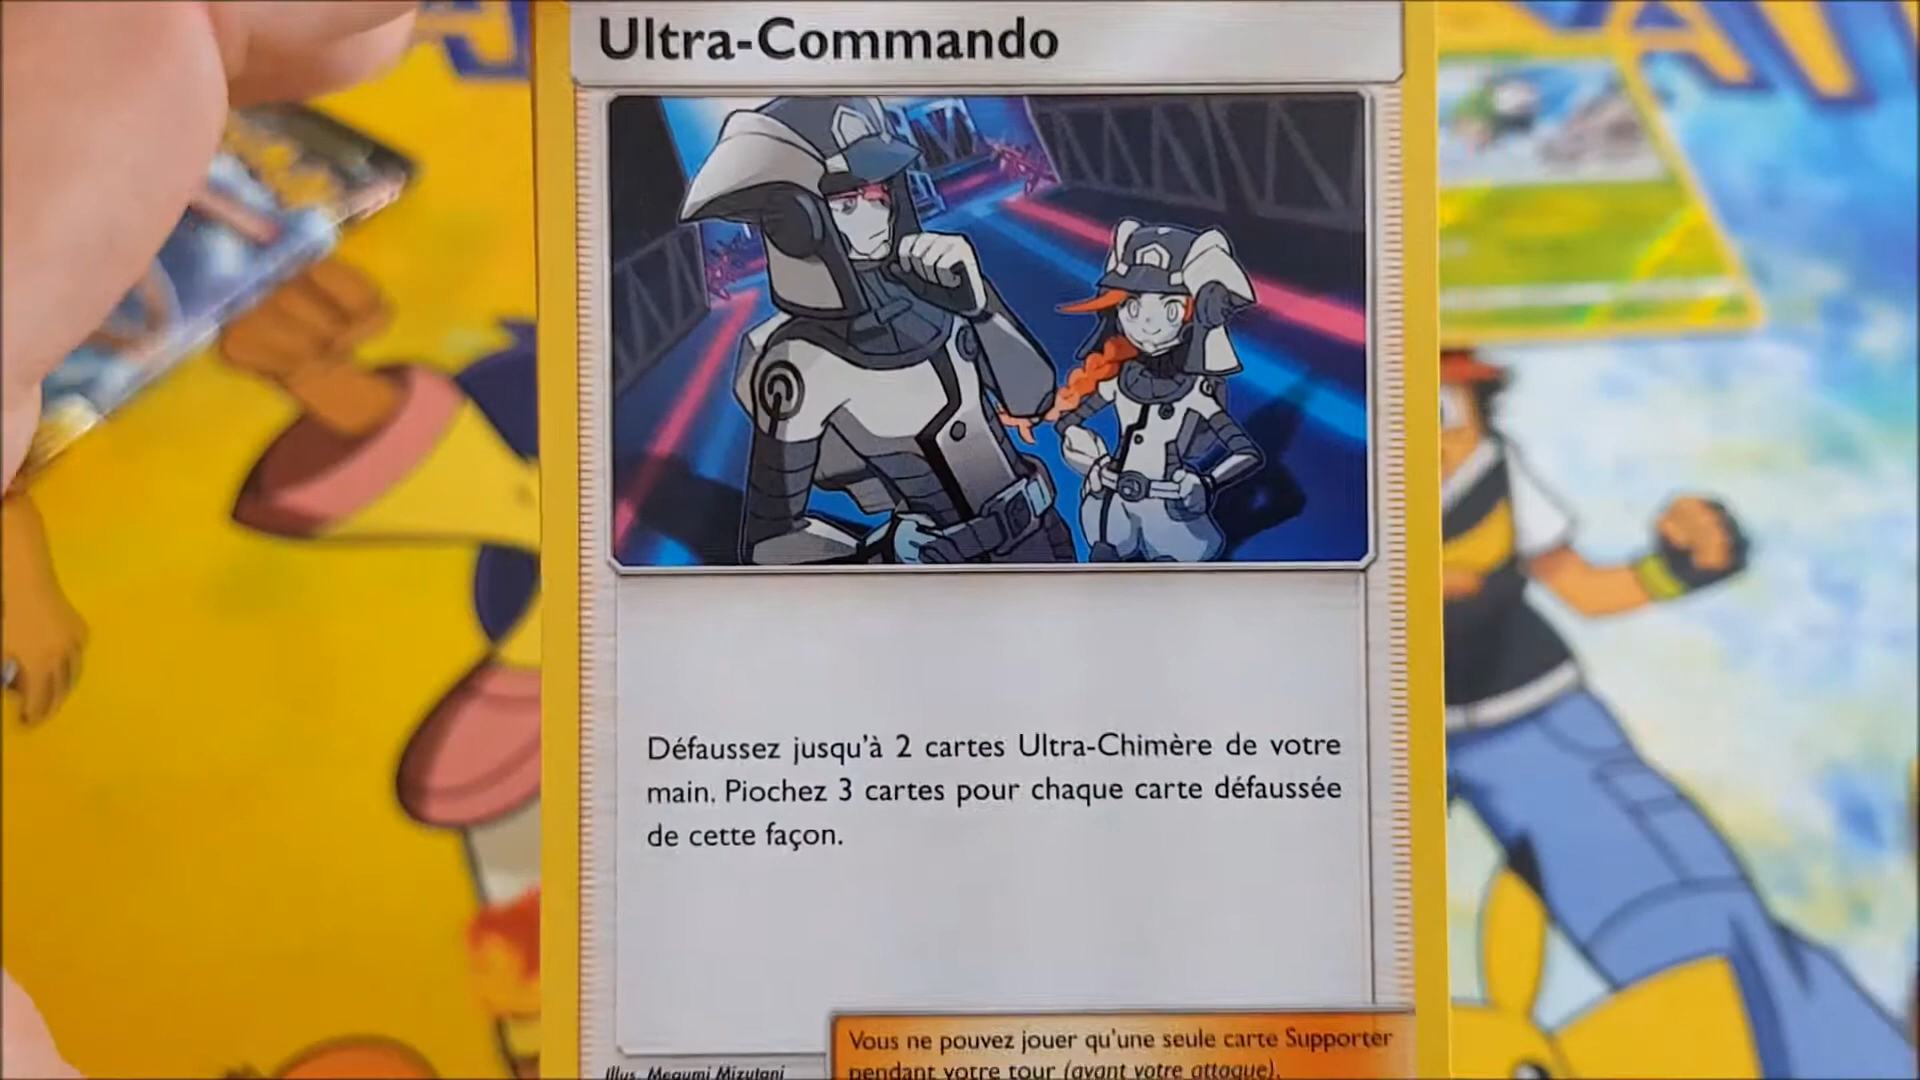 Ultra-Commando
Défaussez jusqu'à 2 cartes Ultra-Chimère de votre
main. Piochez 3 cartes pour chaque carte défaussée
de cette façon.
Vous ne pouvez jouer qu'une seule carte Supporter
pendant votre tour (avant votre attaque).
Illus. Megumi Mizutani